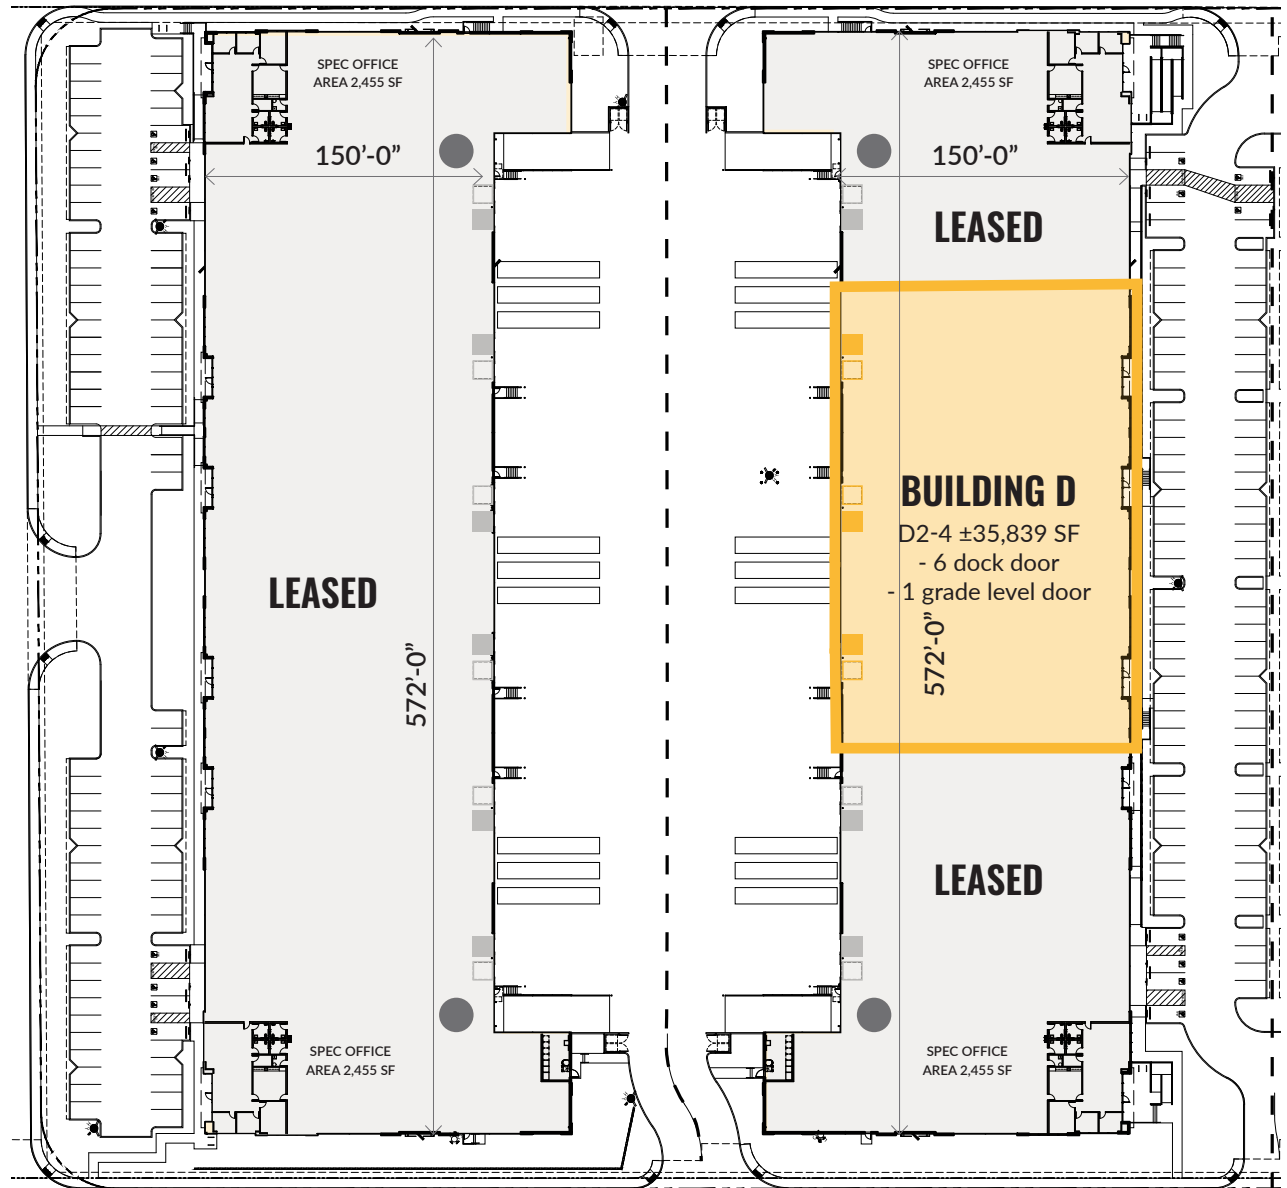 SPEC OFFICE
AREA 2,455 SF
150’-0”
LEASED
572’-0”
SPEC OFFICE
AREA 2,455 SF
SPEC OFFICE
AREA 2,455 SF
150’-0”
LEASED
BUILDING D
D2-4 ±35,839 SF
- 6 dock door
- 1 grade level door
572’-0”
LEASED
SPEC OFFICE
AREA 2,455 SF